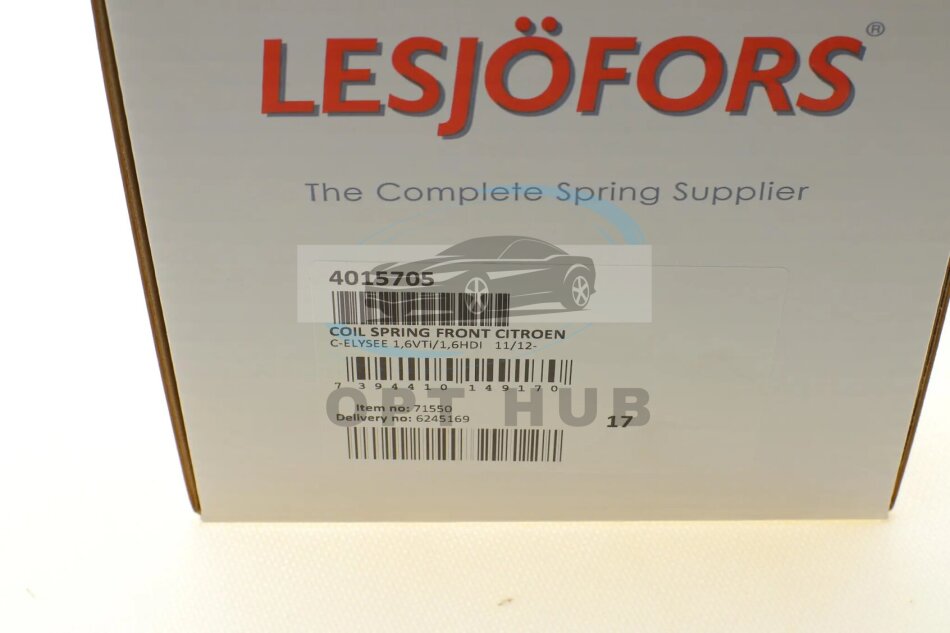 LESJÖFORS®
The Complete Spring Supplier
4015705
COIL SPRING FRONT CITROEN
C-ELYSEE 1,6VTi/1,6HDI 11/12-
7 394410 149170
OPT HUB
Item no: 71550
Delivery no: 6245169
17